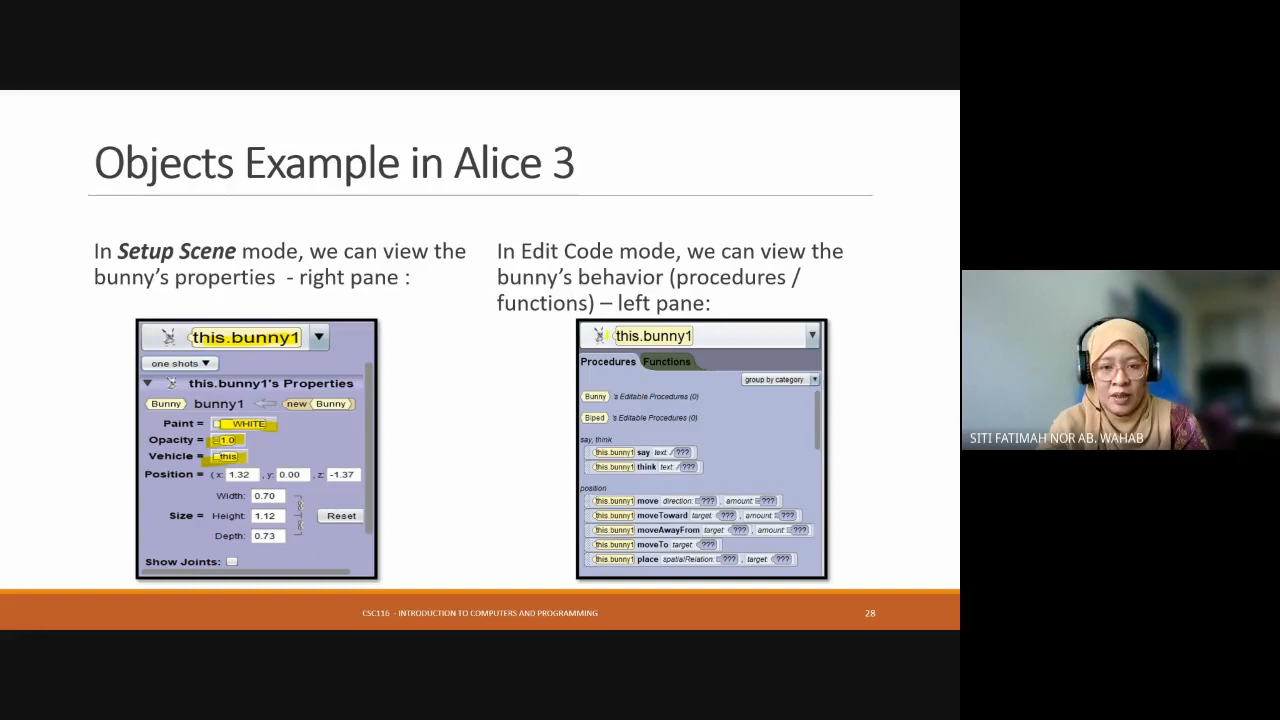 Objects Example in Alice 3
In Setup Scene mode, we can view the
bunny's properties - right pane :
this.bunny1
one shots
this.bunny1's Properties
Bunny bunny1 new Bunny
Paint = WHITE
Opacity = 1.0
Vehicle = this
Position = ( x: 1.32 , y: 0.00 , z: -1.37
Width: 0.70
Size = Height: 1.12 Reset
Depth: 0.73
Show Joints:
In Edit Code mode, we can view the
bunny's behavior (procedures /
functions) – left pane:
this.bunny1
Procedures Functions
group by category
Bunny 's Editable Procedures (0)
Biped 's Editable Procedures (0)
say, think
this.bunny1 say text: ???
this.bunny1 think text: ???
position
this.bunny1 move direction: ??? , amount: ???
this.bunny1 moveToward target: ??? , amount: ???
this.bunny1 moveAwayFrom target: ??? , amount: ???
this.bunny1 moveTo target: ???
this.bunny1 place spatialRelation: ??? , target: ???
CSC116 - INTRODUCTION TO COMPUTERS AND PROGRAMMING
28
SITI FATIMAH NOR AB. WAHAB